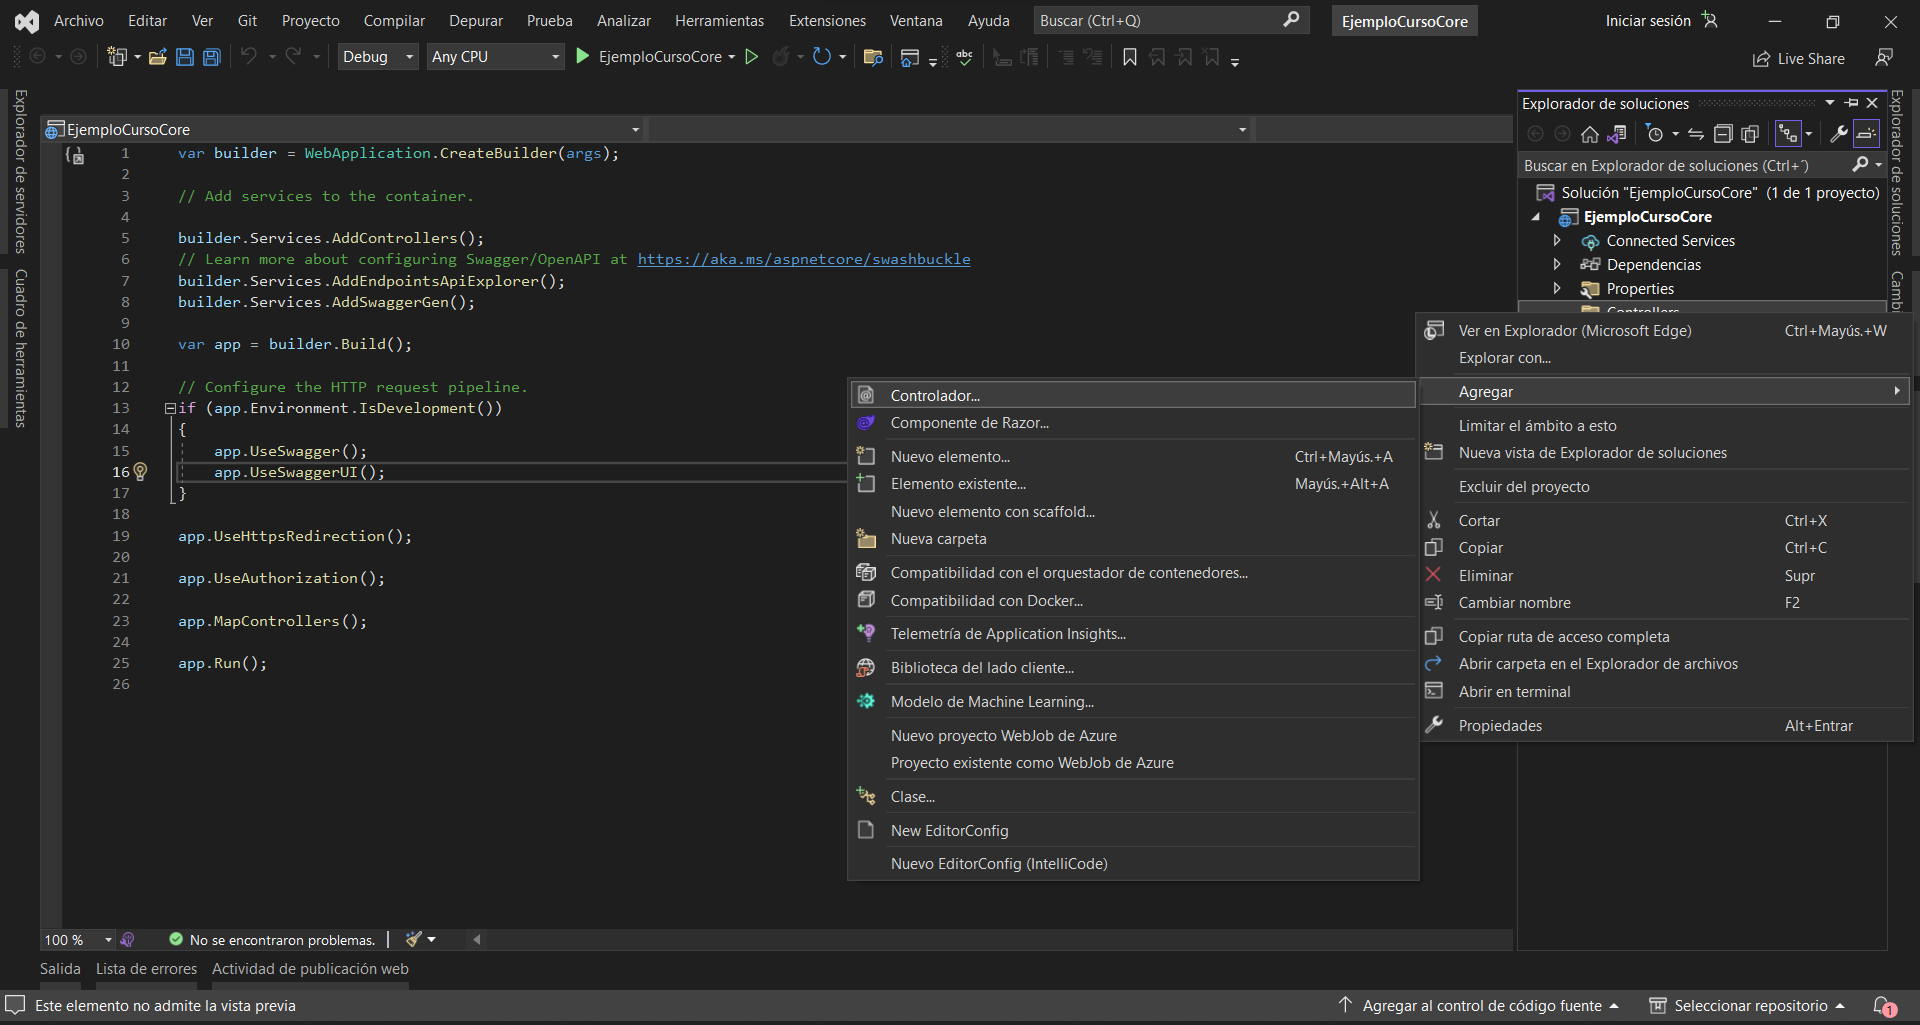 Archivo Editar Ver Git Proyecto Compilar Depurar Prueba Analizar Herramientas Extensiones Ventana Ayuda Buscar (Ctrl+Q) EjemploCursoCore Iniciar sesión
Debug Any CPU EjemploCursoCore Live Share
Explorador de servidores
Cuadro de herramientas
EjemploCursoCore
1 var builder = WebApplication.CreateBuilder(args);
2
3 // Add services to the container.
4
5 builder.Services.AddControllers();
6 // Learn more about configuring Swagger/OpenAPI at https://aka.ms/aspnetcore/swashbuckle
7 builder.Services.AddEndpointsApiExplorer();
8 builder.Services.AddSwaggerGen();
9
10 var app = builder.Build();
11
12 // Configure the HTTP request pipeline.
13 if (app.Environment.IsDevelopment())
14 {
15 app.UseSwagger();
16 app.UseSwaggerUI();
17 }
18
19 app.UseHttpsRedirection();
20
21 app.UseAuthorization();
22
23 app.MapControllers();
24
25 app.Run();
26
Explorador de soluciones
Buscar en Explorador de soluciones (Ctrl+´)
Solución "EjemploCursoCore" (1 de 1 proyecto)
EjemploCursoCore
Connected Services
Dependencias
Properties
Controllers
Explorador de soluciones
Cambi
Ver en Explorador (Microsoft Edge) Ctrl+Mayús.+W
Explorar con...
Agregar
Limitar el ámbito a esto
Nueva vista de Explorador de soluciones
Excluir del proyecto
Cortar Ctrl+X
Copiar Ctrl+C
Eliminar Supr
Cambiar nombre F2
Copiar ruta de acceso completa
Abrir carpeta en el Explorador de archivos
Abrir en terminal
Propiedades Alt+Entrar
Controlador...
Componente de Razor...
Nuevo elemento... Ctrl+Mayús.+A
Elemento existente... Mayús.+Alt+A
Nuevo elemento con scaffold...
Nueva carpeta
Compatibilidad con el orquestador de contenedores...
Compatibilidad con Docker...
Telemetría de Application Insights...
Biblioteca del lado cliente...
Modelo de Machine Learning...
Nuevo proyecto WebJob de Azure
Proyecto existente como WebJob de Azure
Clase...
New EditorConfig
Nuevo EditorConfig (IntelliCode)
100 % No se encontraron problemas.
Salida Lista de errores Actividad de publicación web
Este elemento no admite la vista previa Agregar al control de código fuente Seleccionar repositorio 1